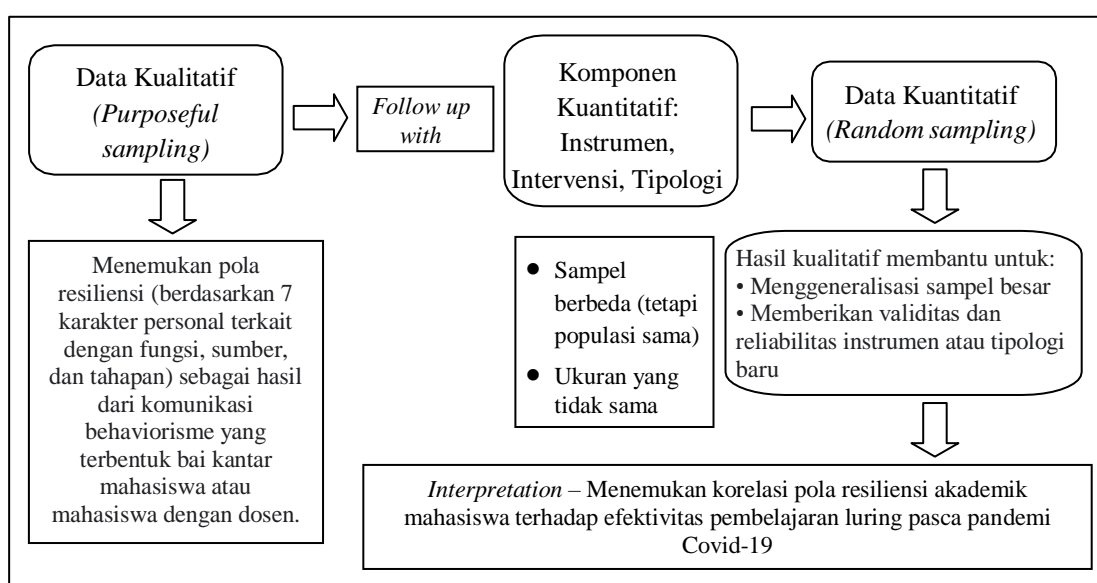 Data Kualitatif
(Purposeful
sampling)
Follow up
with
Komponen
Kuantitatif:
Instrumen,
Intervensi, Tipologi
Data Kuantitatif
(Random sampling)
Menemukan pola
resiliensi (berdasarkan 7
karakter personal terkait
dengan fungsi, sumber,
dan tahapan) sebagai hasil
dari komunikasi
behaviorisme yang
terbentuk bai kantar
mahasiswa atau
mahasiswa dengan dosen.
● Sampel
berbeda (tetapi
populasi sama)
● Ukuran yang
tidak sama
Hasil kualitatif membantu untuk:
• Menggeneralisasi sampel besar
• Memberikan validitas dan
reliabilitas instrumen atau tipologi
baru
Interpretation – Menemukan korelasi pola resiliensi akademik
mahasiswa terhadap efektivitas pembelajaran luring pasca pandemi
Covid-19